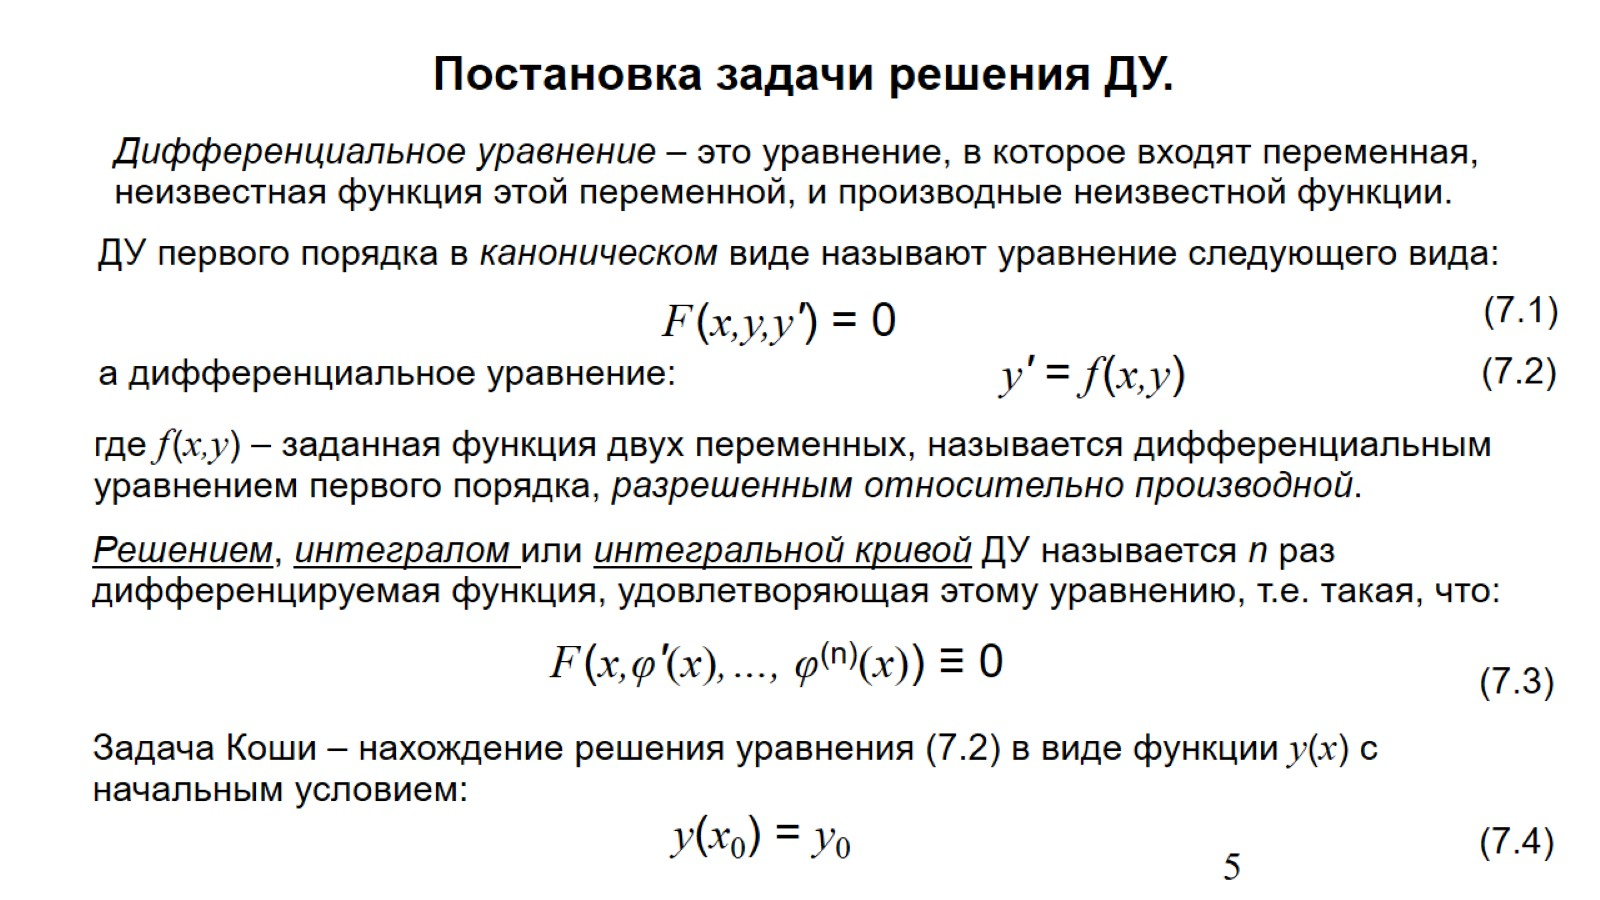 Постановка задачи решения ДУ.
Дифференциальное уравнение – это уравнение, в которое входят переменная,
неизвестная функция этой переменной, и производные неизвестной функции.
ДУ первого порядка в каноническом виде называют уравнение следующего вида:
F(x,y,y') = 0 (7.1)
а дифференциальное уравнение: y' = f(x,y) (7.2)
где f(x,y) – заданная функция двух переменных, называется дифференциальным
уравнением первого порядка, разрешенным относительно производной.
Решением, интегралом или интегральной кривой ДУ называется n раз
дифференцируемая функция, удовлетворяющая этому уравнению, т.е. такая, что:
F(x,φ'(x),..., φ⁽ⁿ⁾(x)) ≡ 0 (7.3)
Задача Коши – нахождение решения уравнения (7.2) в виде функции y(x) с
начальным условием:
y(x₀) = y₀ (7.4)
5